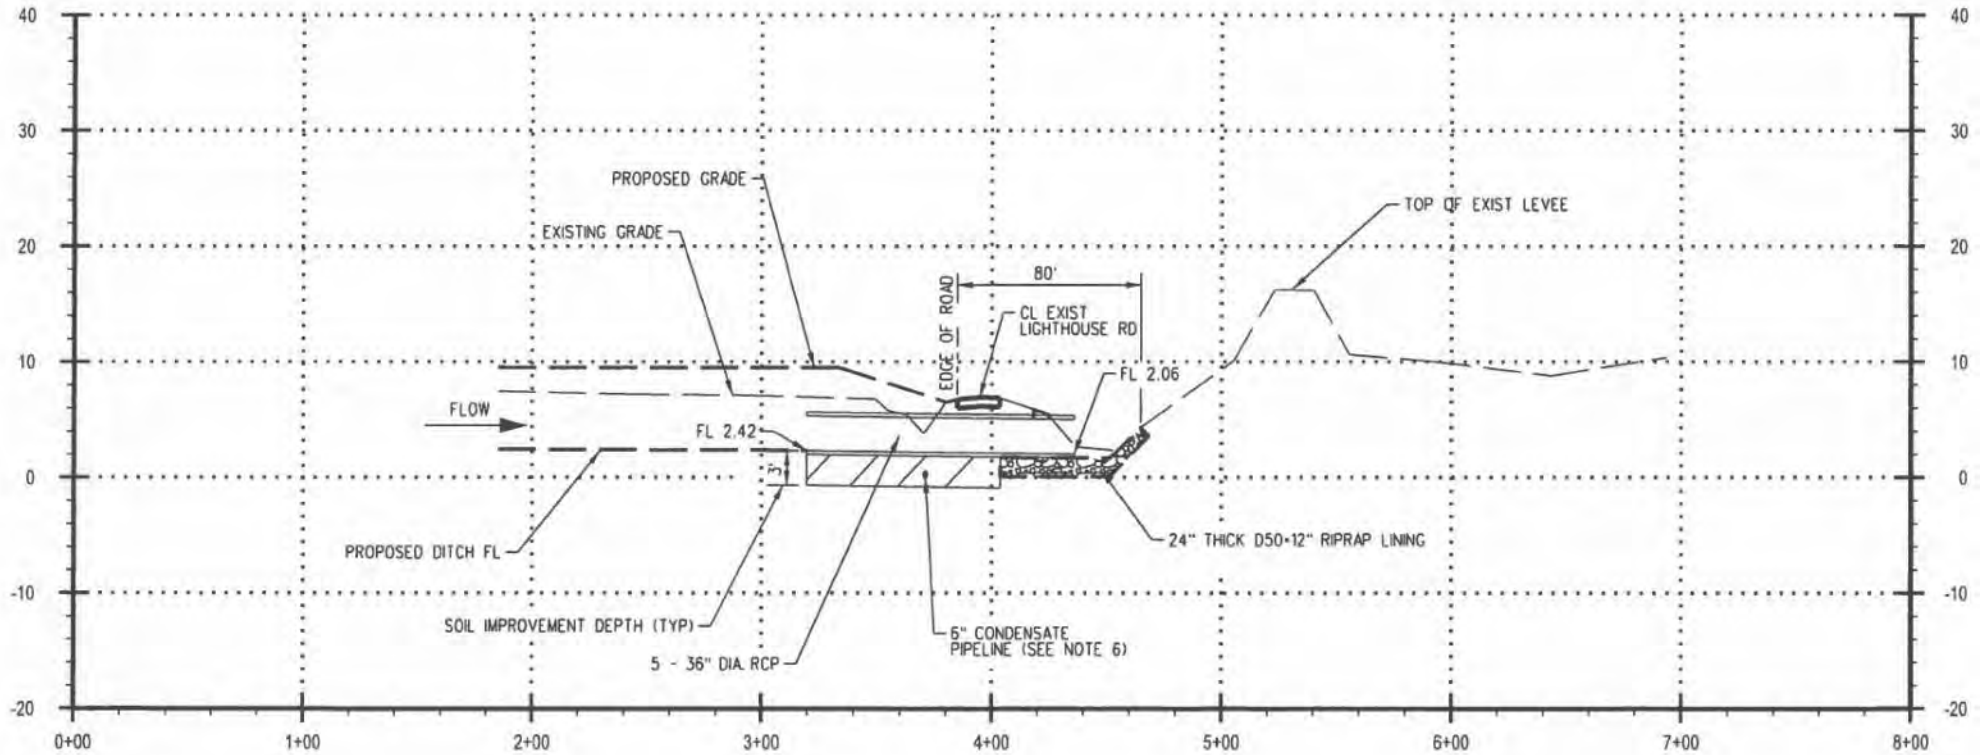 40
40
30
30
PROPOSED GRADE
TOP OF EXIST LEVEE
EXISTING GRADE
20
20
80'
EDGE OF ROAD
CL EXIST
LIGHTHOUSE RD
10
10
FL 2.06
FLOW
FL 2.42
3'
0
0
24" THICK D50=12" RIPRAP LINING
PROPOSED DITCH FL
-10
-10
SOIL IMPROVEMENT DEPTH (TYP)
6" CONDENSATE
PIPELINE (SEE NOTE 6)
5 - 36" DIA. RCP
-20
-20
0+00
1+00
2+00
3+00
4+00
5+00
6+00
7+00
8+00